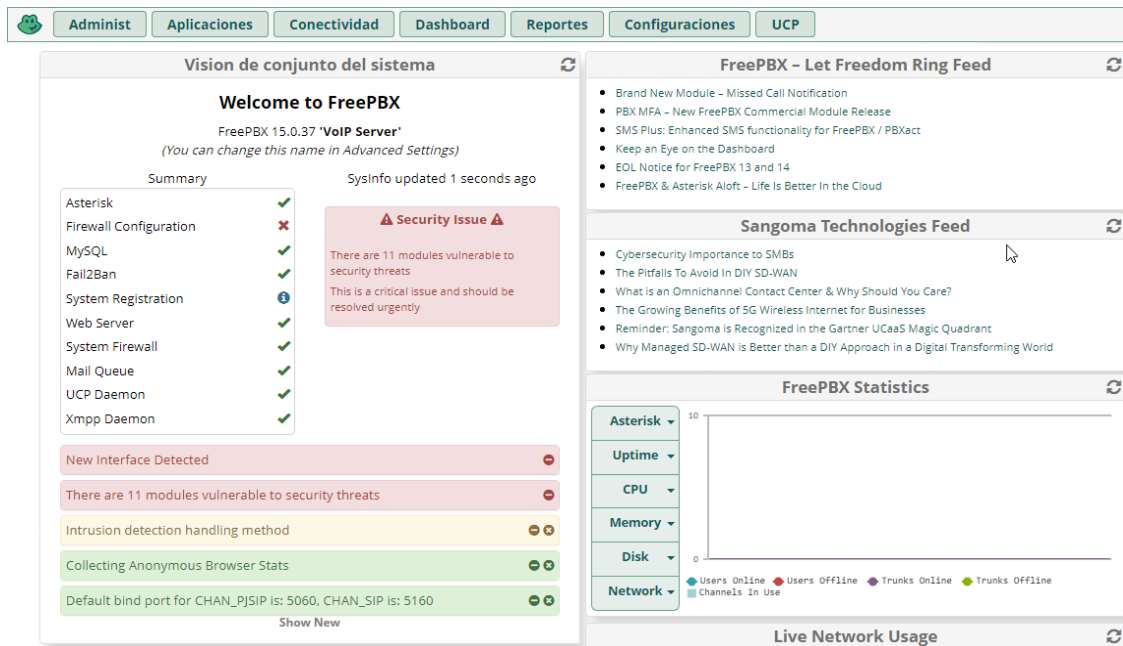 Administ Aplicaciones Conectividad Dashboard Reportes Configuraciones UCP
Vision de conjunto del sistema
Welcome to FreePBX
FreePBX 15.0.37 'VoIP Server'
(You can change this name in Advanced Settings)
Summary
Asterisk
Firewall Configuration
MySQL
Fail2Ban
System Registration
Web Server
System Firewall
Mail Queue
UCP Daemon
Xmpp Daemon
SysInfo updated 1 seconds ago
Security Issue
There are 11 modules vulnerable to
security threats
This is a critical issue and should be
resolved urgently
New Interface Detected
There are 11 modules vulnerable to security threats
Intrusion detection handling method
Collecting Anonymous Browser Stats
Default bind port for CHAN_PJSIP is: 5060, CHAN_SIP is: 5160
Show New
FreePBX – Let Freedom Ring Feed
Brand New Module – Missed Call Notification
PBX MFA – New FreePBX Commercial Module Release
SMS Plus: Enhanced SMS functionality for FreePBX / PBXact
Keep an Eye on the Dashboard
EOL Notice for FreePBX 13 and 14
FreePBX & Asterisk Aloft – Life Is Better In the Cloud
Sangoma Technologies Feed
Cybersecurity Importance to SMBs
The Pitfalls To Avoid In DIY SD-WAN
What is an Omnichannel Contact Center & Why Should You Care?
The Growing Benefits of 5G Wireless Internet for Businesses
Reminder: Sangoma is Recognized in the Gartner UCaaS Magic Quadrant
Why Managed SD-WAN is Better than a DIY Approach in a Digital Transforming World
FreePBX Statistics
Asterisk
Uptime
CPU
Memory
Disk
Network
10
0
Users Online Users Offline Trunks Online Trunks Offline
Channels In Use
Live Network Usage